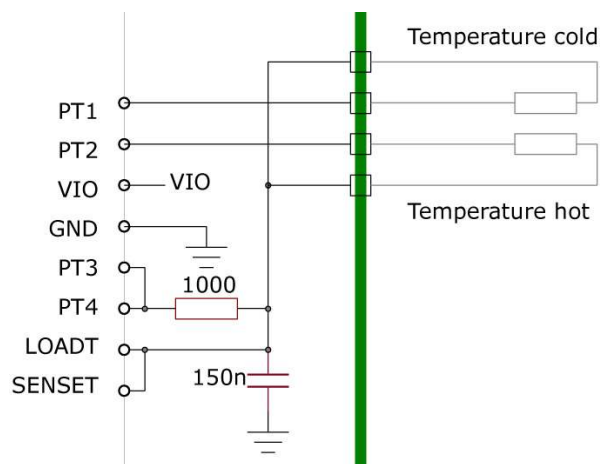 Temperature cold
PT1
PT2
VIO VIO
Temperature hot
GND
PT3
1000
PT4
LOADT
150n
SENSET